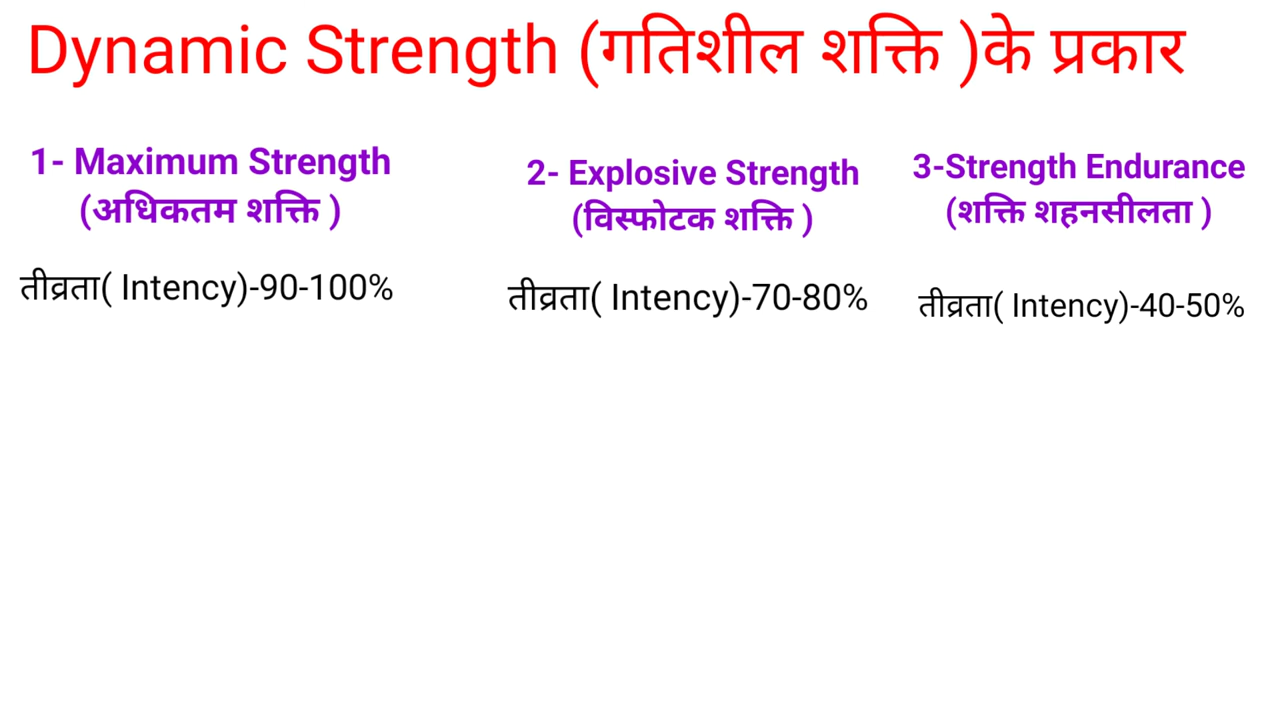 Dynamic Strength (गतिशील शक्ति )के प्रकार
1- Maximum Strength
(अधिकतम शक्ति )
तीव्रता( Intency)-90-100%
2- Explosive Strength
(विस्फोटक शक्ति )
तीव्रता( Intency)-70-80%
3-Strength Endurance
(शक्ति शहनसीलता )
तीव्रता( Intency)-40-50%